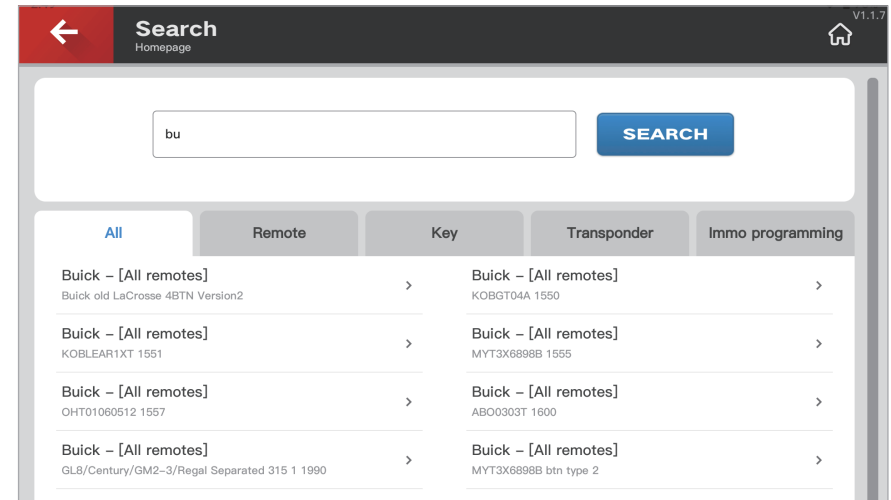 V1.1.7
Search
Homepage
bu
SEARCH
All
Remote
Key
Transponder
Immo programming
Buick – [All remotes]
Buick old LaCrosse 4BTN Version2
Buick – [All remotes]
KOBGT04A 1550
Buick – [All remotes]
KOBLEAR1XT 1551
Buick – [All remotes]
MYT3X6898B 1555
Buick – [All remotes]
OHT01060512 1557
Buick – [All remotes]
ABO0303T 1600
Buick – [All remotes]
GL8/Century/GM2–3/Regal Separated 315 1 1990
Buick – [All remotes]
MYT3X6898B btn type 2